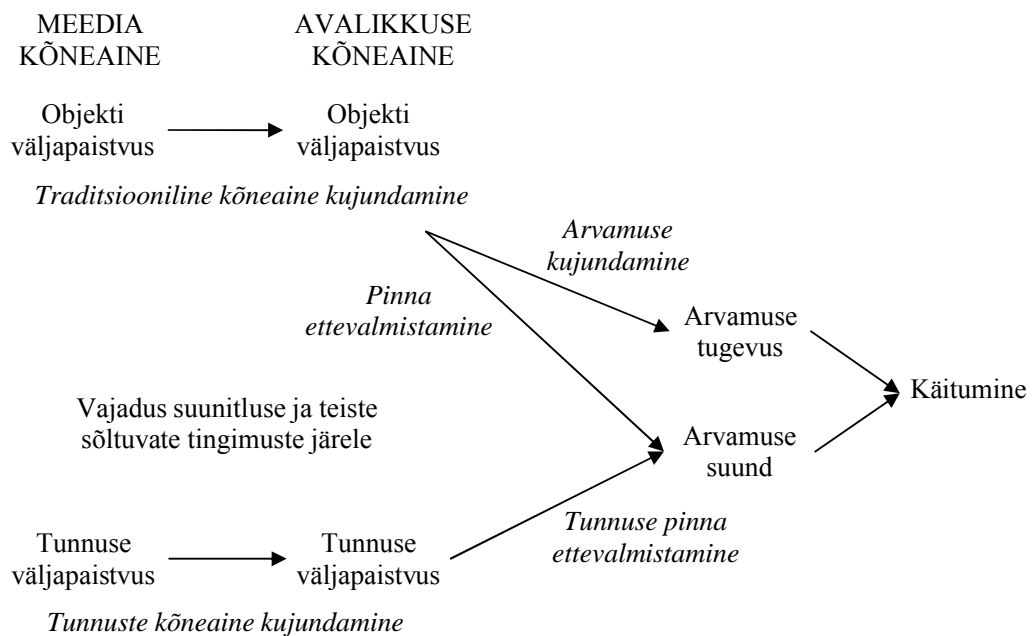 MEEDIA
KÕNEAINE
AVALIKKUSE
KÕNEAINE
Objekti
väljapaistvus
Objekti
väljapaistvus
Traditsiooniline kõneaine kujundamine
Arvamuse
kujundamine
Pinna
ettevalmistamine
Arvamuse
tugevus
Käitumine
Vajadus suunitluse ja teiste
sõltuvate tingimuste järele
Arvamuse
suund
Tunnuse pinna
ettevalmistamine
Tunnuse
väljapaistvus
Tunnuse
väljapaistvus
Tunnuste kõneaine kujundamine